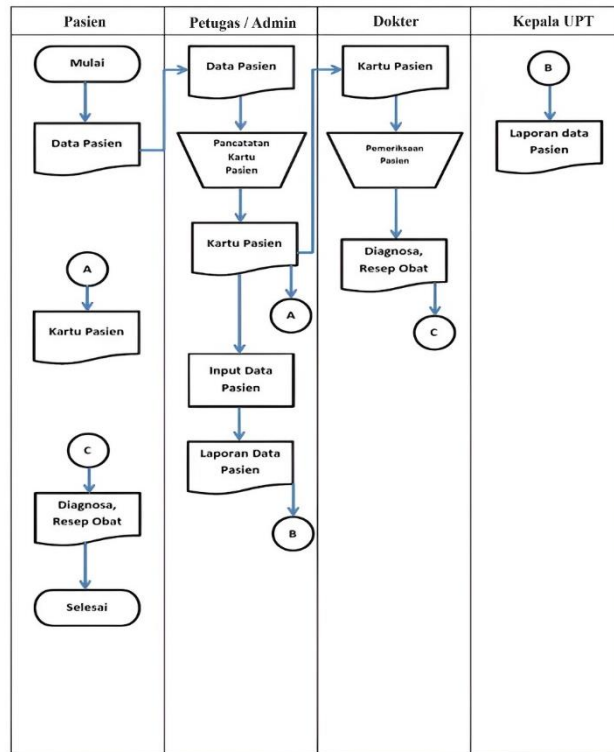 Pasien
Petugas / Admin
Dokter
Kepala UPT
Mulai
Data Pasien
A
Kartu Pasien
C
Diagnosa,
Resep Obat
Selesai
Data Pasien
Pancatatan
Kartu
Pasien
Kartu Pasien
A
Input Data
Pasien
Laporan Data
Pasien
B
Kartu Pasien
Pemeriksaan
Pasien
Diagnosa,
Resep Obat
C
B
Laporan data
Pasien